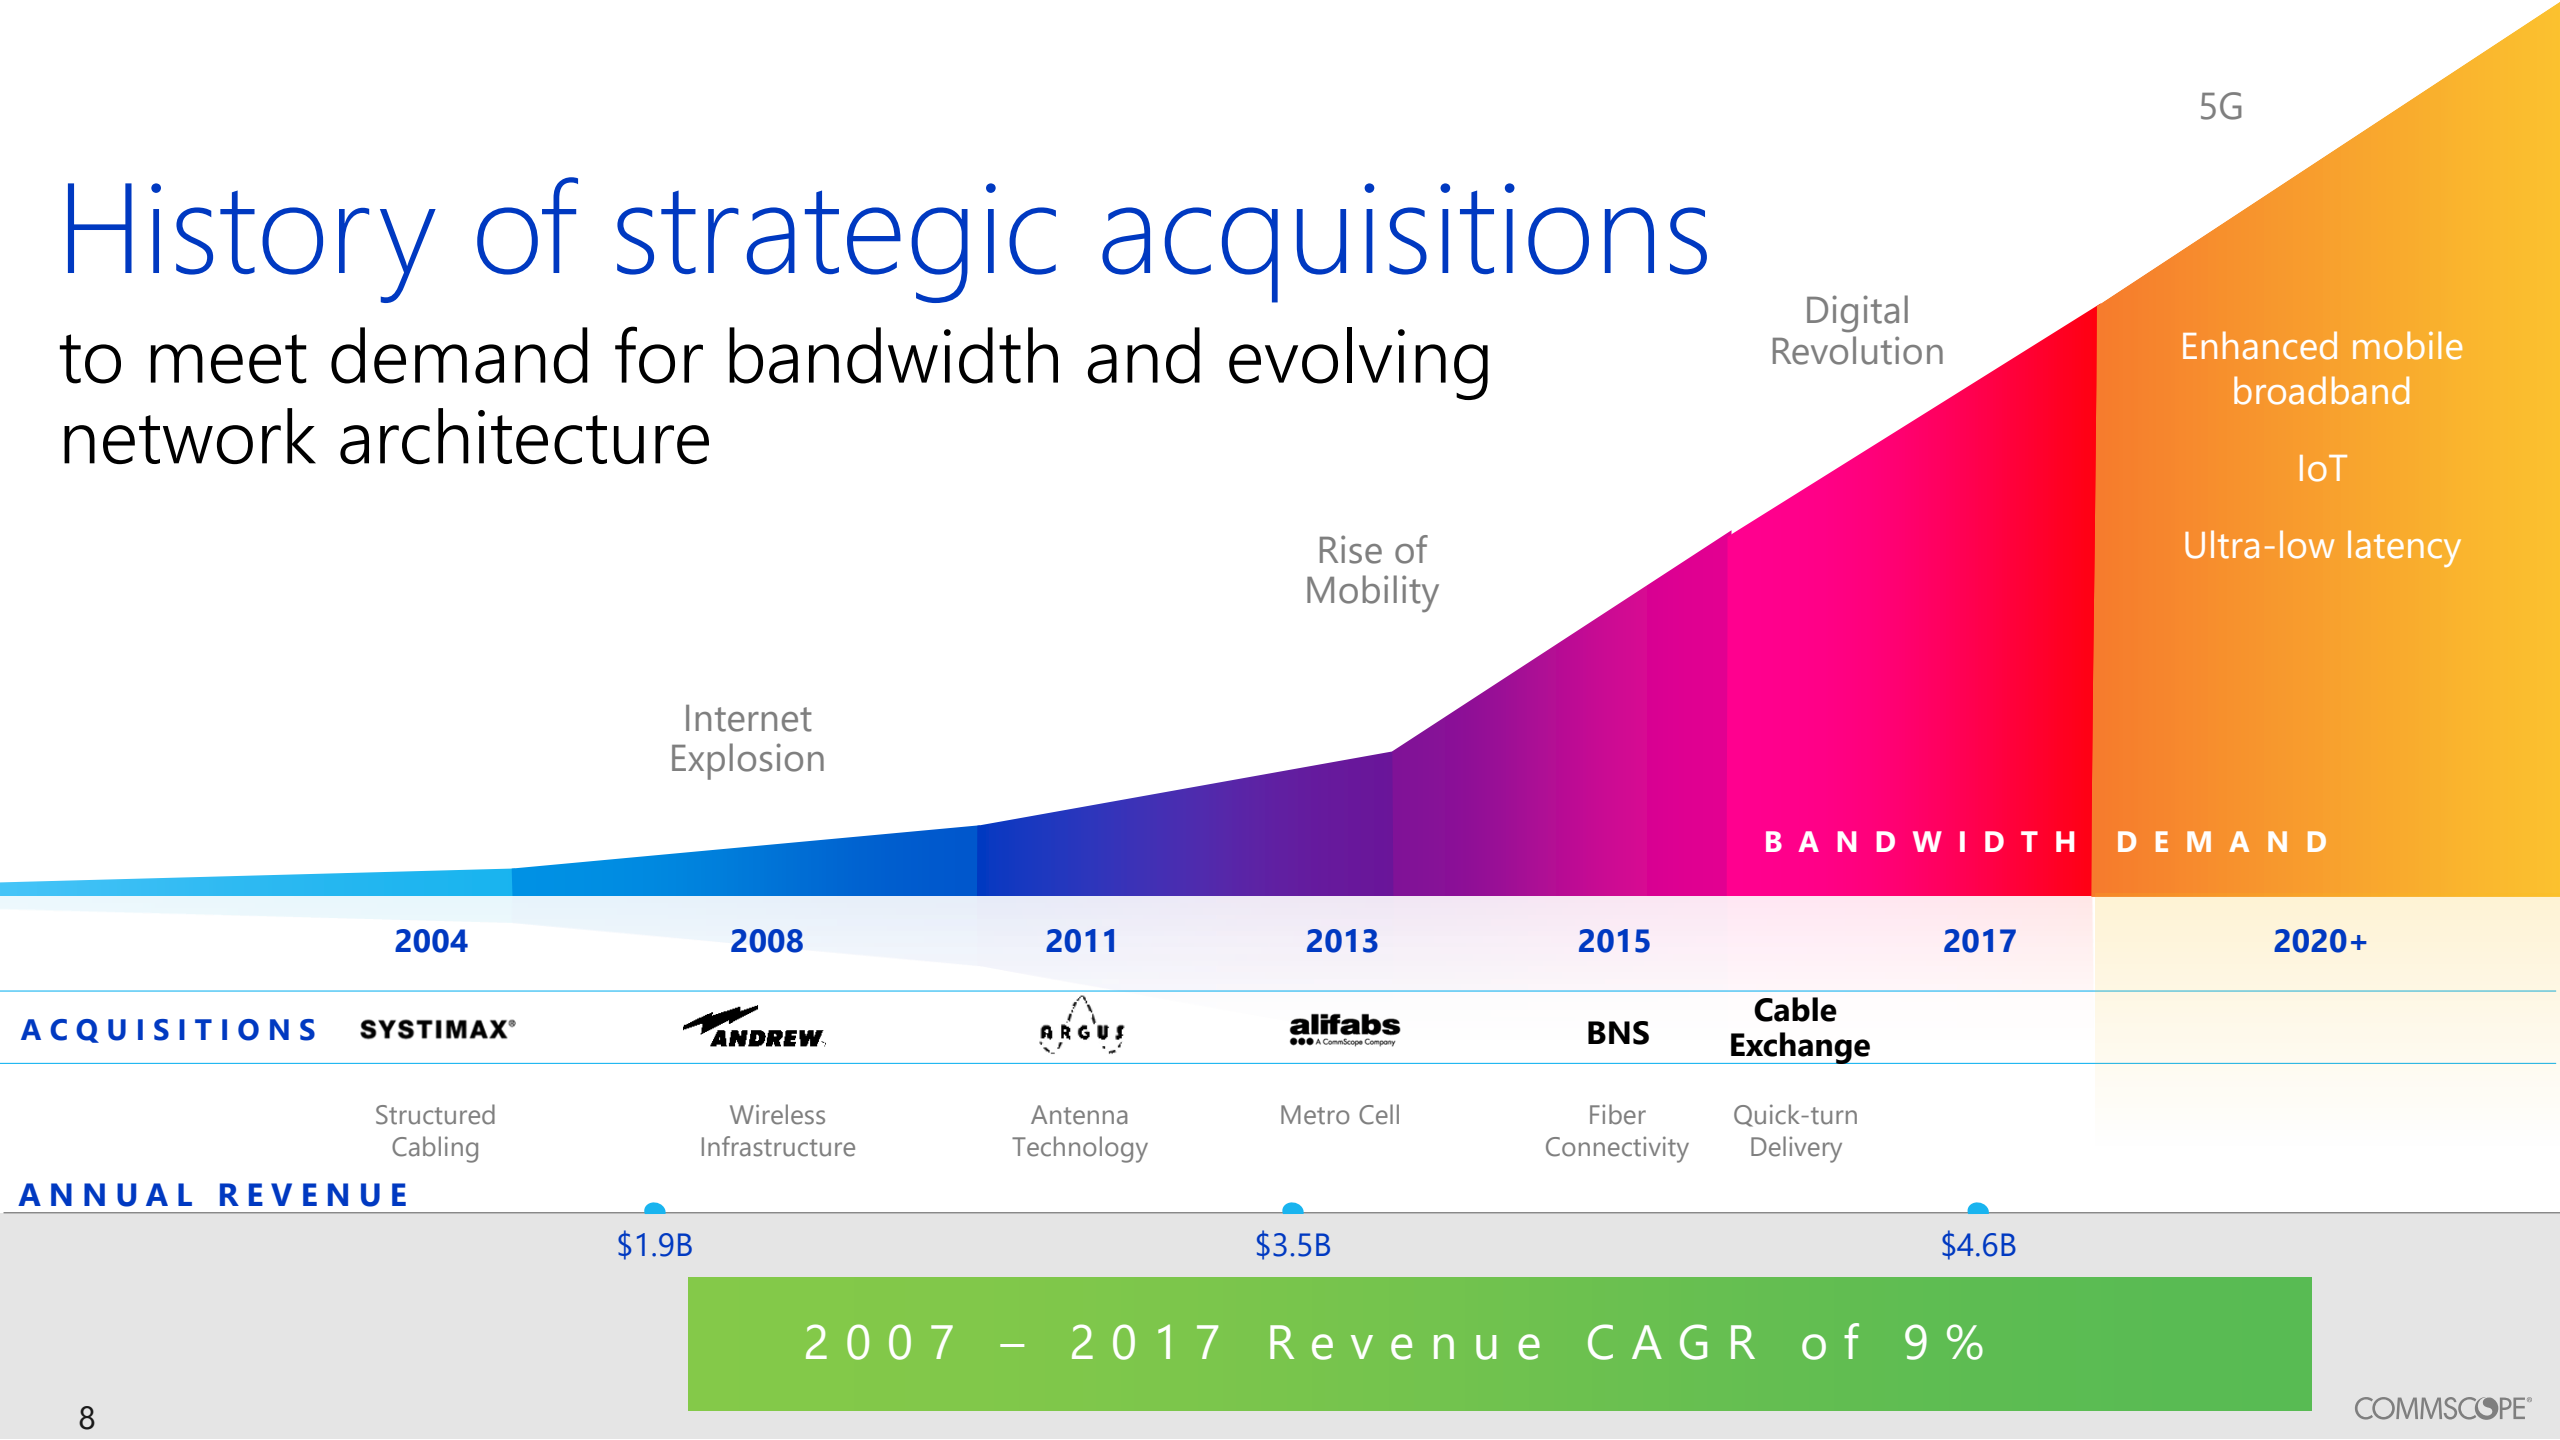 5G
History of strategic acquisitions
to meet demand for bandwidth and evolving
network architecture
Digital
Revolution
Enhanced mobile
broadband
IoT
Ultra-low latency
Rise of
Mobility
Internet
Explosion
BANDWIDTH DEMAND
2004 2008 2011 2013 2015 2017 2020+
ACQUISITIONS SYSTIMAX® ANDREW. ARGUS alifabs A CommScope Company BNS Cable
Exchange
Structured
Cabling
Wireless
Infrastructure
Antenna
Technology
Metro Cell
Fiber
Connectivity
Quick-turn
Delivery
ANNUAL REVENUE
$1.9B $3.5B $4.6B
2007 – 2017 Revenue CAGR of 9%
8
COMMSCOPE®